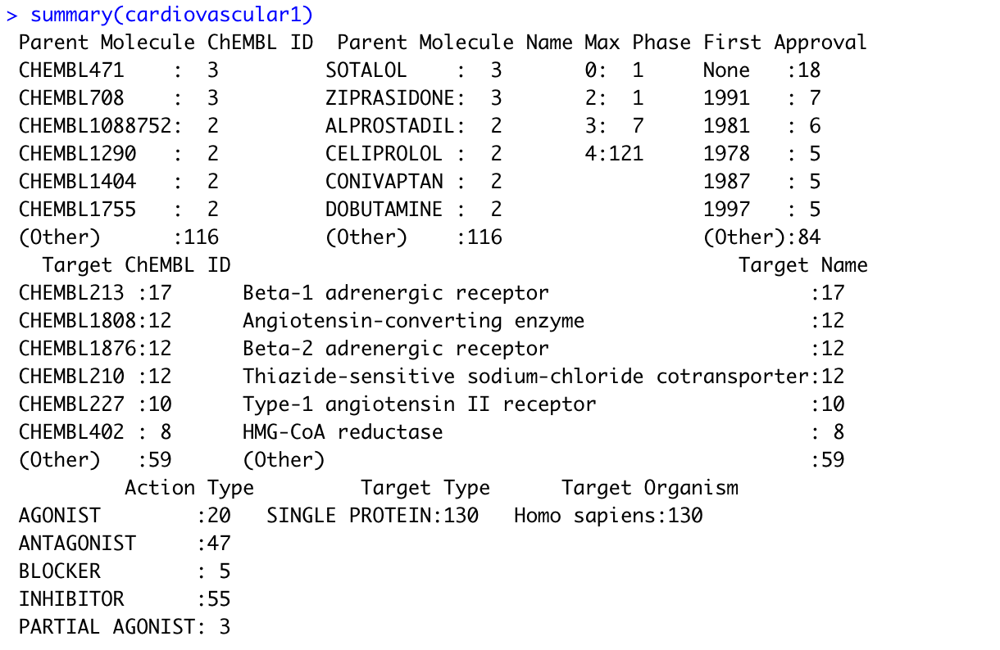 > summary(cardiovascular1)
Parent Molecule ChEMBL ID  Parent Molecule Name Max Phase First Approval
CHEMBL471    :  3         SOTALOL    :  3       0:  1     None   :18
CHEMBL708    :  3         ZIPRASIDONE:  3       2:  1     1991   : 7
CHEMBL1088752:  2         ALPROSTADIL:  2       3:  7     1981   : 6
CHEMBL1290   :  2         CELIPROLOL :  2       4:121     1978   : 5
CHEMBL1404   :  2         CONIVAPTAN :  2                 1987   : 5
CHEMBL1755   :  2         DOBUTAMINE :  2                 1997   : 5
(Other)      :116         (Other)    :116                 (Other):84
  Target ChEMBL ID                                           Target Name
CHEMBL213 :17      Beta-1 adrenergic receptor                      :17
CHEMBL1808:12      Angiotensin-converting enzyme                   :12
CHEMBL1876:12      Beta-2 adrenergic receptor                      :12
CHEMBL210 :12      Thiazide-sensitive sodium-chloride cotransporter:12
CHEMBL227 :10      Type-1 angiotensin II receptor                  :10
CHEMBL402 : 8      HMG-CoA reductase                               : 8
(Other)   :59      (Other)                                         :59
         Action Type         Target Type      Target Organism
AGONIST        :20   SINGLE PROTEIN:130   Homo sapiens:130
ANTAGONIST     :47
BLOCKER        : 5
INHIBITOR      :55
PARTIAL AGONIST: 3